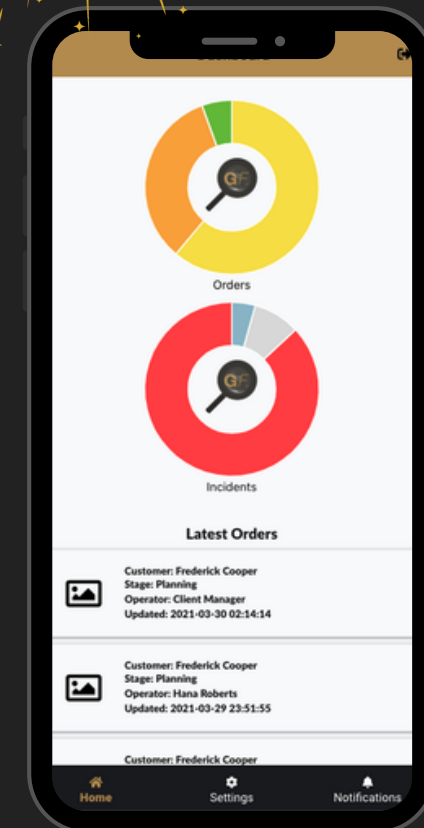 Orders
Incidents
Latest Orders
Customer: Frederick Cooper
Stage: Planning
Operator: Client Manager
Updated: 2021-03-30 02:14:14
Customer: Frederick Cooper
Stage: Planning
Operator: Hana Roberts
Updated: 2021-03-29 23:51:55
Customer: Frederick Cooper
Home
Settings
Notifications